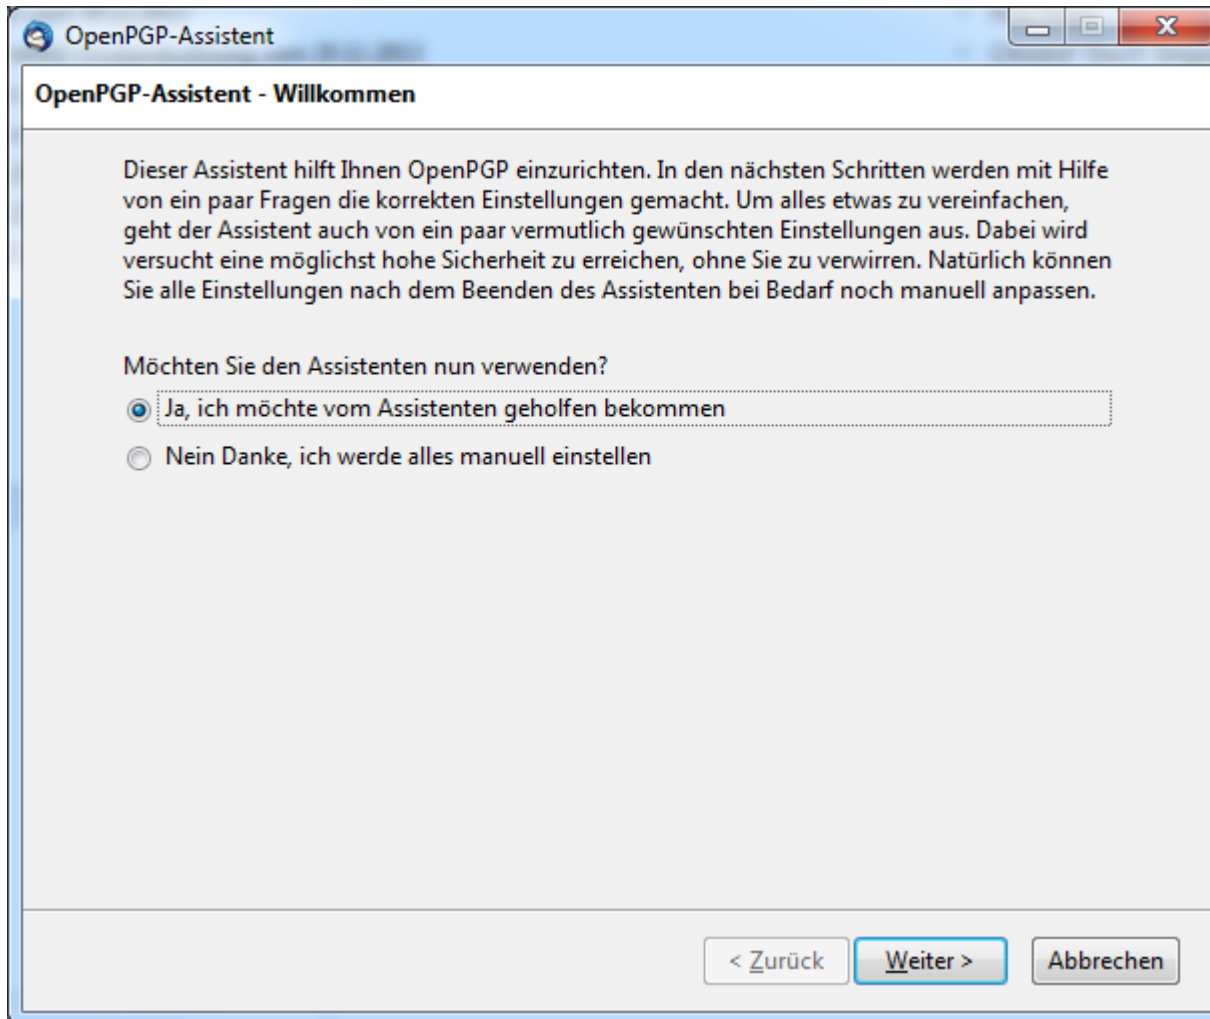 OpenPGP-Assistent
OpenPGP-Assistent - Willkommen
Dieser Assistent hilft Ihnen OpenPGP einzurichten. In den nächsten Schritten werden mit Hilfe
von ein paar Fragen die korrekten Einstellungen gemacht. Um alles etwas zu vereinfachen,
geht der Assistent auch von ein paar vermutlich gewünschten Einstellungen aus. Dabei wird
versucht eine möglichst hohe Sicherheit zu erreichen, ohne Sie zu verwirren. Natürlich können
Sie alle Einstellungen nach dem Beenden des Assistenten bei Bedarf noch manuell anpassen.
Möchten Sie den Assistenten nun verwenden?
Ja, ich möchte vom Assistenten geholfen bekommen
Nein Danke, ich werde alles manuell einstellen
< Zurück Weiter > Abbrechen